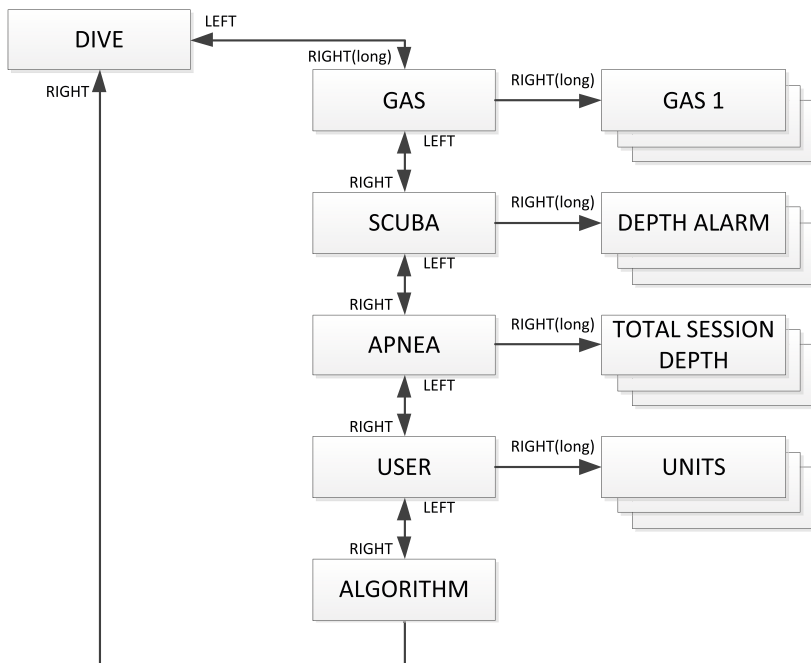 LEFT
DIVE
RIGHT(long)
RIGHT
RIGHT(long)
GAS
GAS 1
LEFT
RIGHT
RIGHT(long)
SCUBA
DEPTH ALARM
LEFT
RIGHT
RIGHT(long)
APNEA
TOTAL SESSION
DEPTH
LEFT
RIGHT
RIGHT(long)
USER
UNITS
LEFT
RIGHT
ALGORITHM